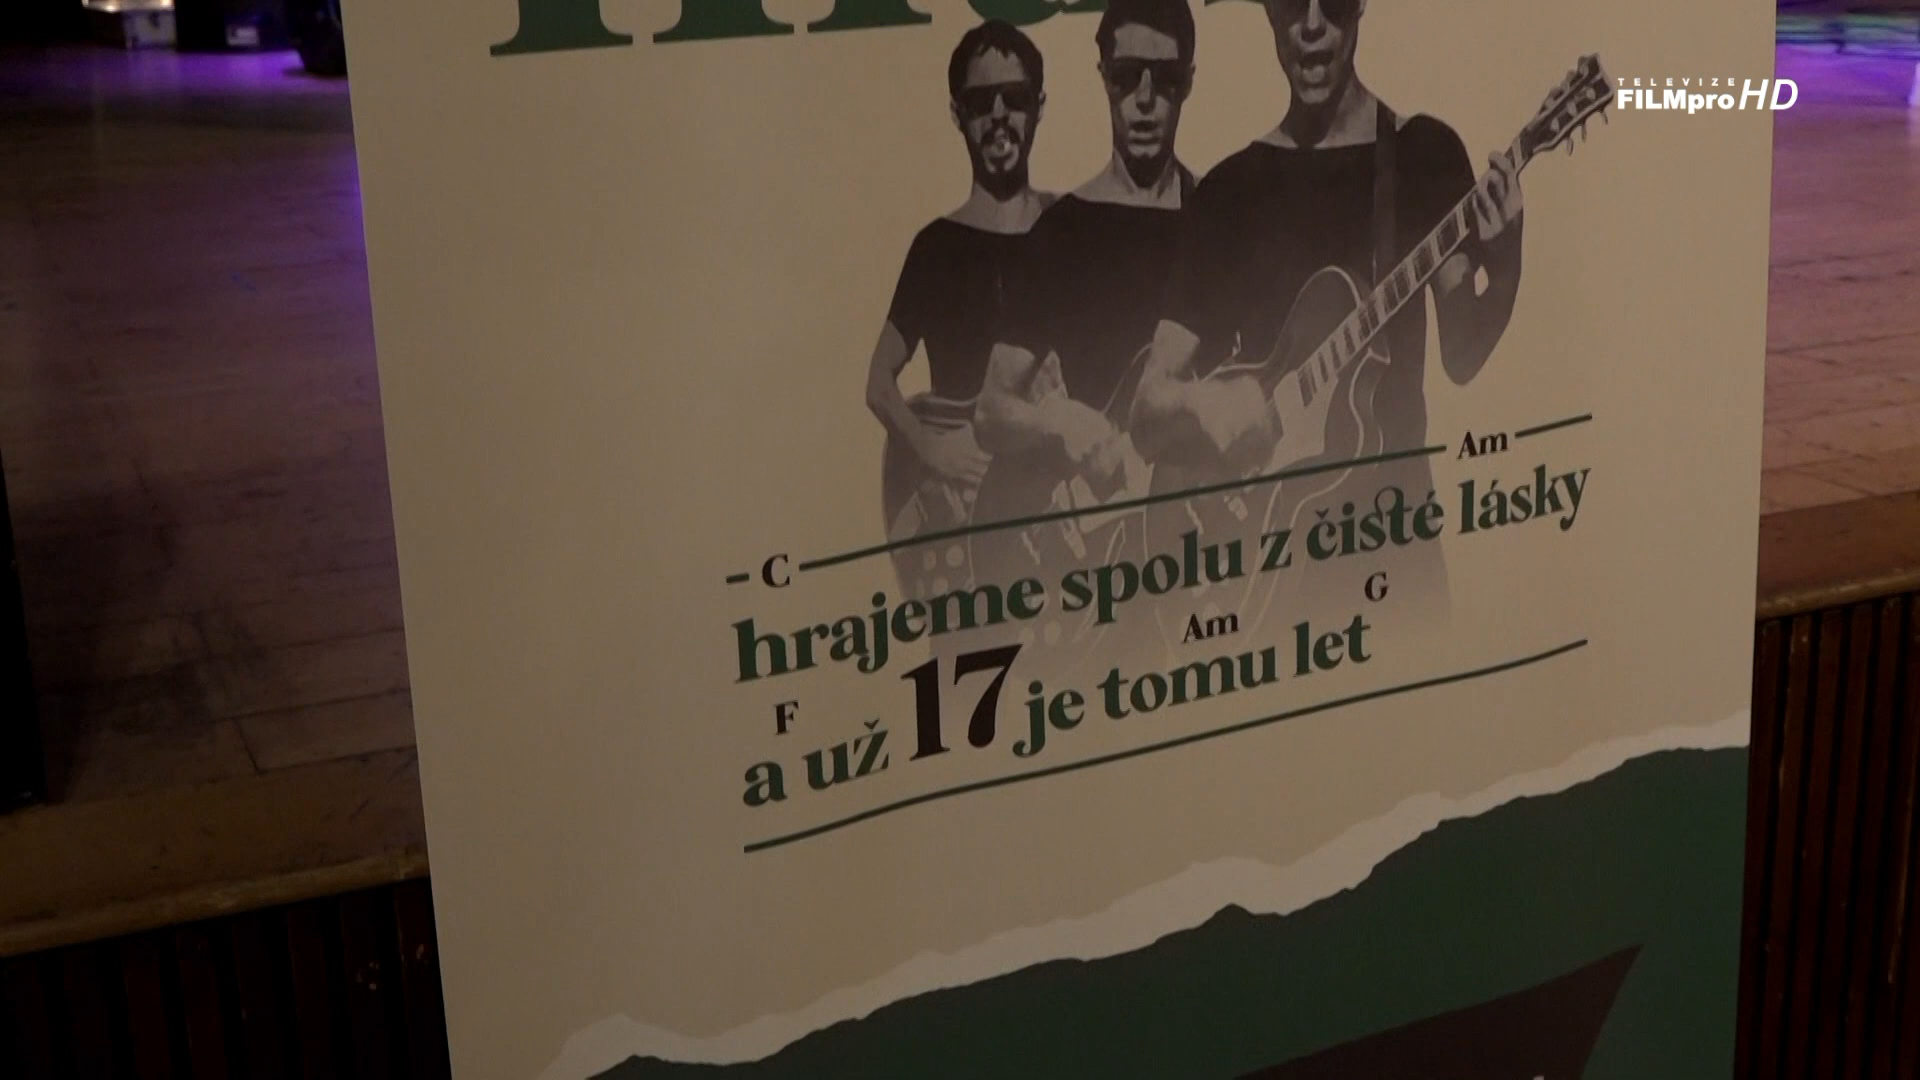 TELEVIZE
FILMpro HD
C Am
hrajeme spolu z čisté lásky
F Am G
a už 17 je tomu let